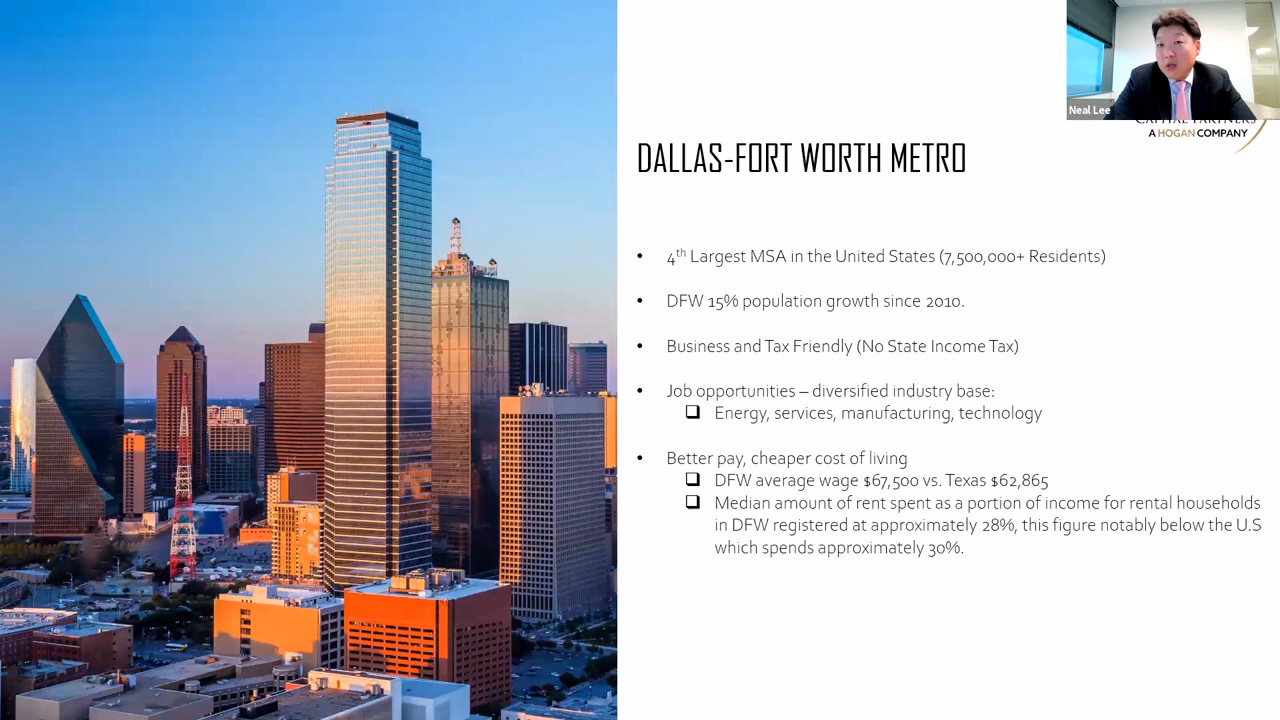 Neal Lee
CAPITAL PARTNERS
A HOGAN COMPANY
DALLAS-FORT WORTH METRO
• 4th Largest MSA in the United States (7,500,000+ Residents)
• DFW 15% population growth since 2010.
• Business and Tax Friendly (No State Income Tax)
• Job opportunities – diversified industry base:
❑ Energy, services, manufacturing, technology
• Better pay, cheaper cost of living
❑ DFW average wage $67,500 vs. Texas $62,865
❑ Median amount of rent spent as a portion of income for rental households
in DFW registered at approximately 28%, this figure notably below the U.S
which spends approximately 30%.